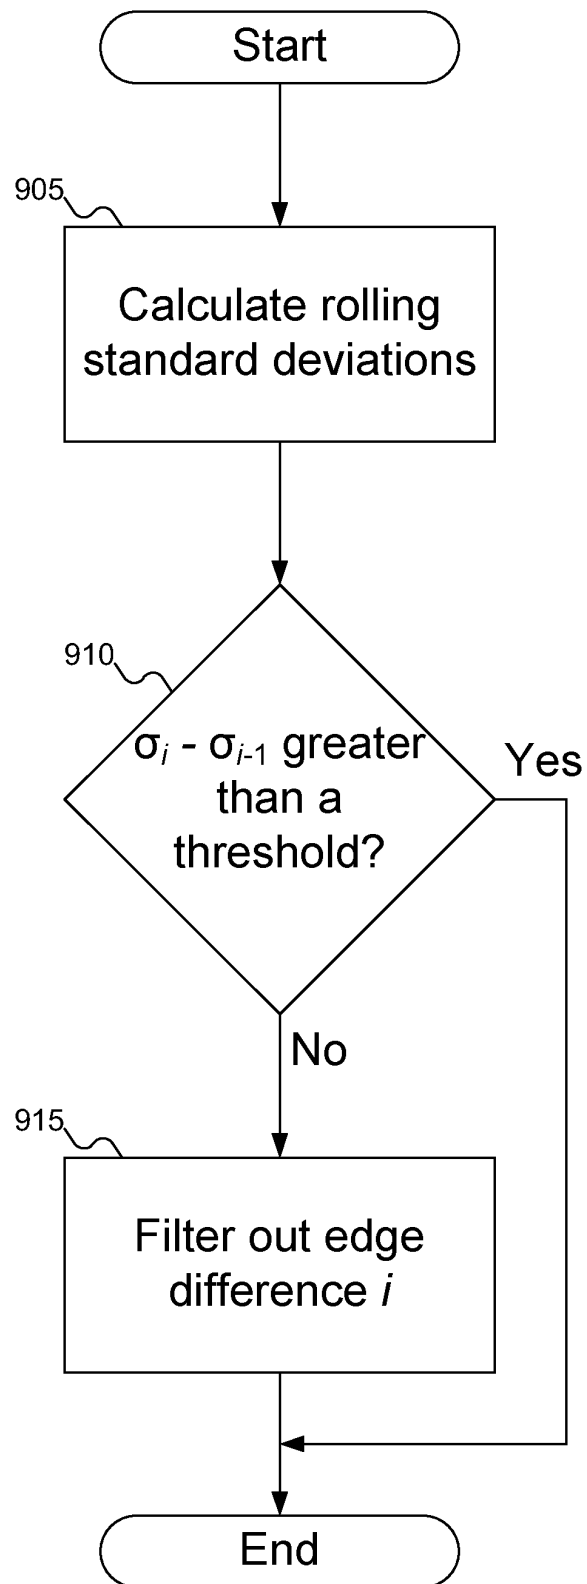 Start
905
Calculate rolling
standard deviations
910
σi - σi-1 greater
than a
threshold?
Yes
No
915
Filter out edge
difference i
End